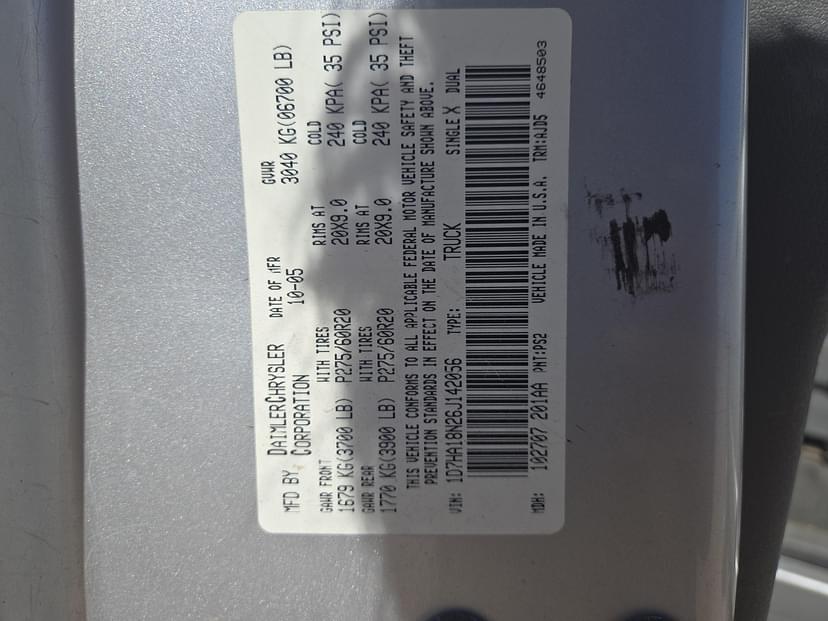 MFD BY DAIMLERCHRYSLER CORPORATION
DATE OF MFR 10-05
GVWR 3040 KG(06700 LB)
GAWR FRONT WITH TIRES RIMS AT COLD
1679 KG(3700 LB) P275/60R20 20X9.0 240 KPA( 35 PSI)
GAWR REAR WITH TIRES RIMS AT COLD
1770 KG(3900 LB) P275/60R20 20X9.0 240 KPA( 35 PSI)
THIS VEHICLE CONFORMS TO ALL APPLICABLE FEDERAL MOTOR VEHICLE SAFETY AND THEFT
PREVENTION STANDARDS IN EFFECT ON THE DATE OF MANUFACTURE SHOWN ABOVE.
VIN: 1D7HA18N26J142056 TYPE: TRUCK SINGLE X DUAL
MDH: 102707 201AA PNT:PS2 VEHICLE MADE IN U.S.A. TRM:AJD5 4648503